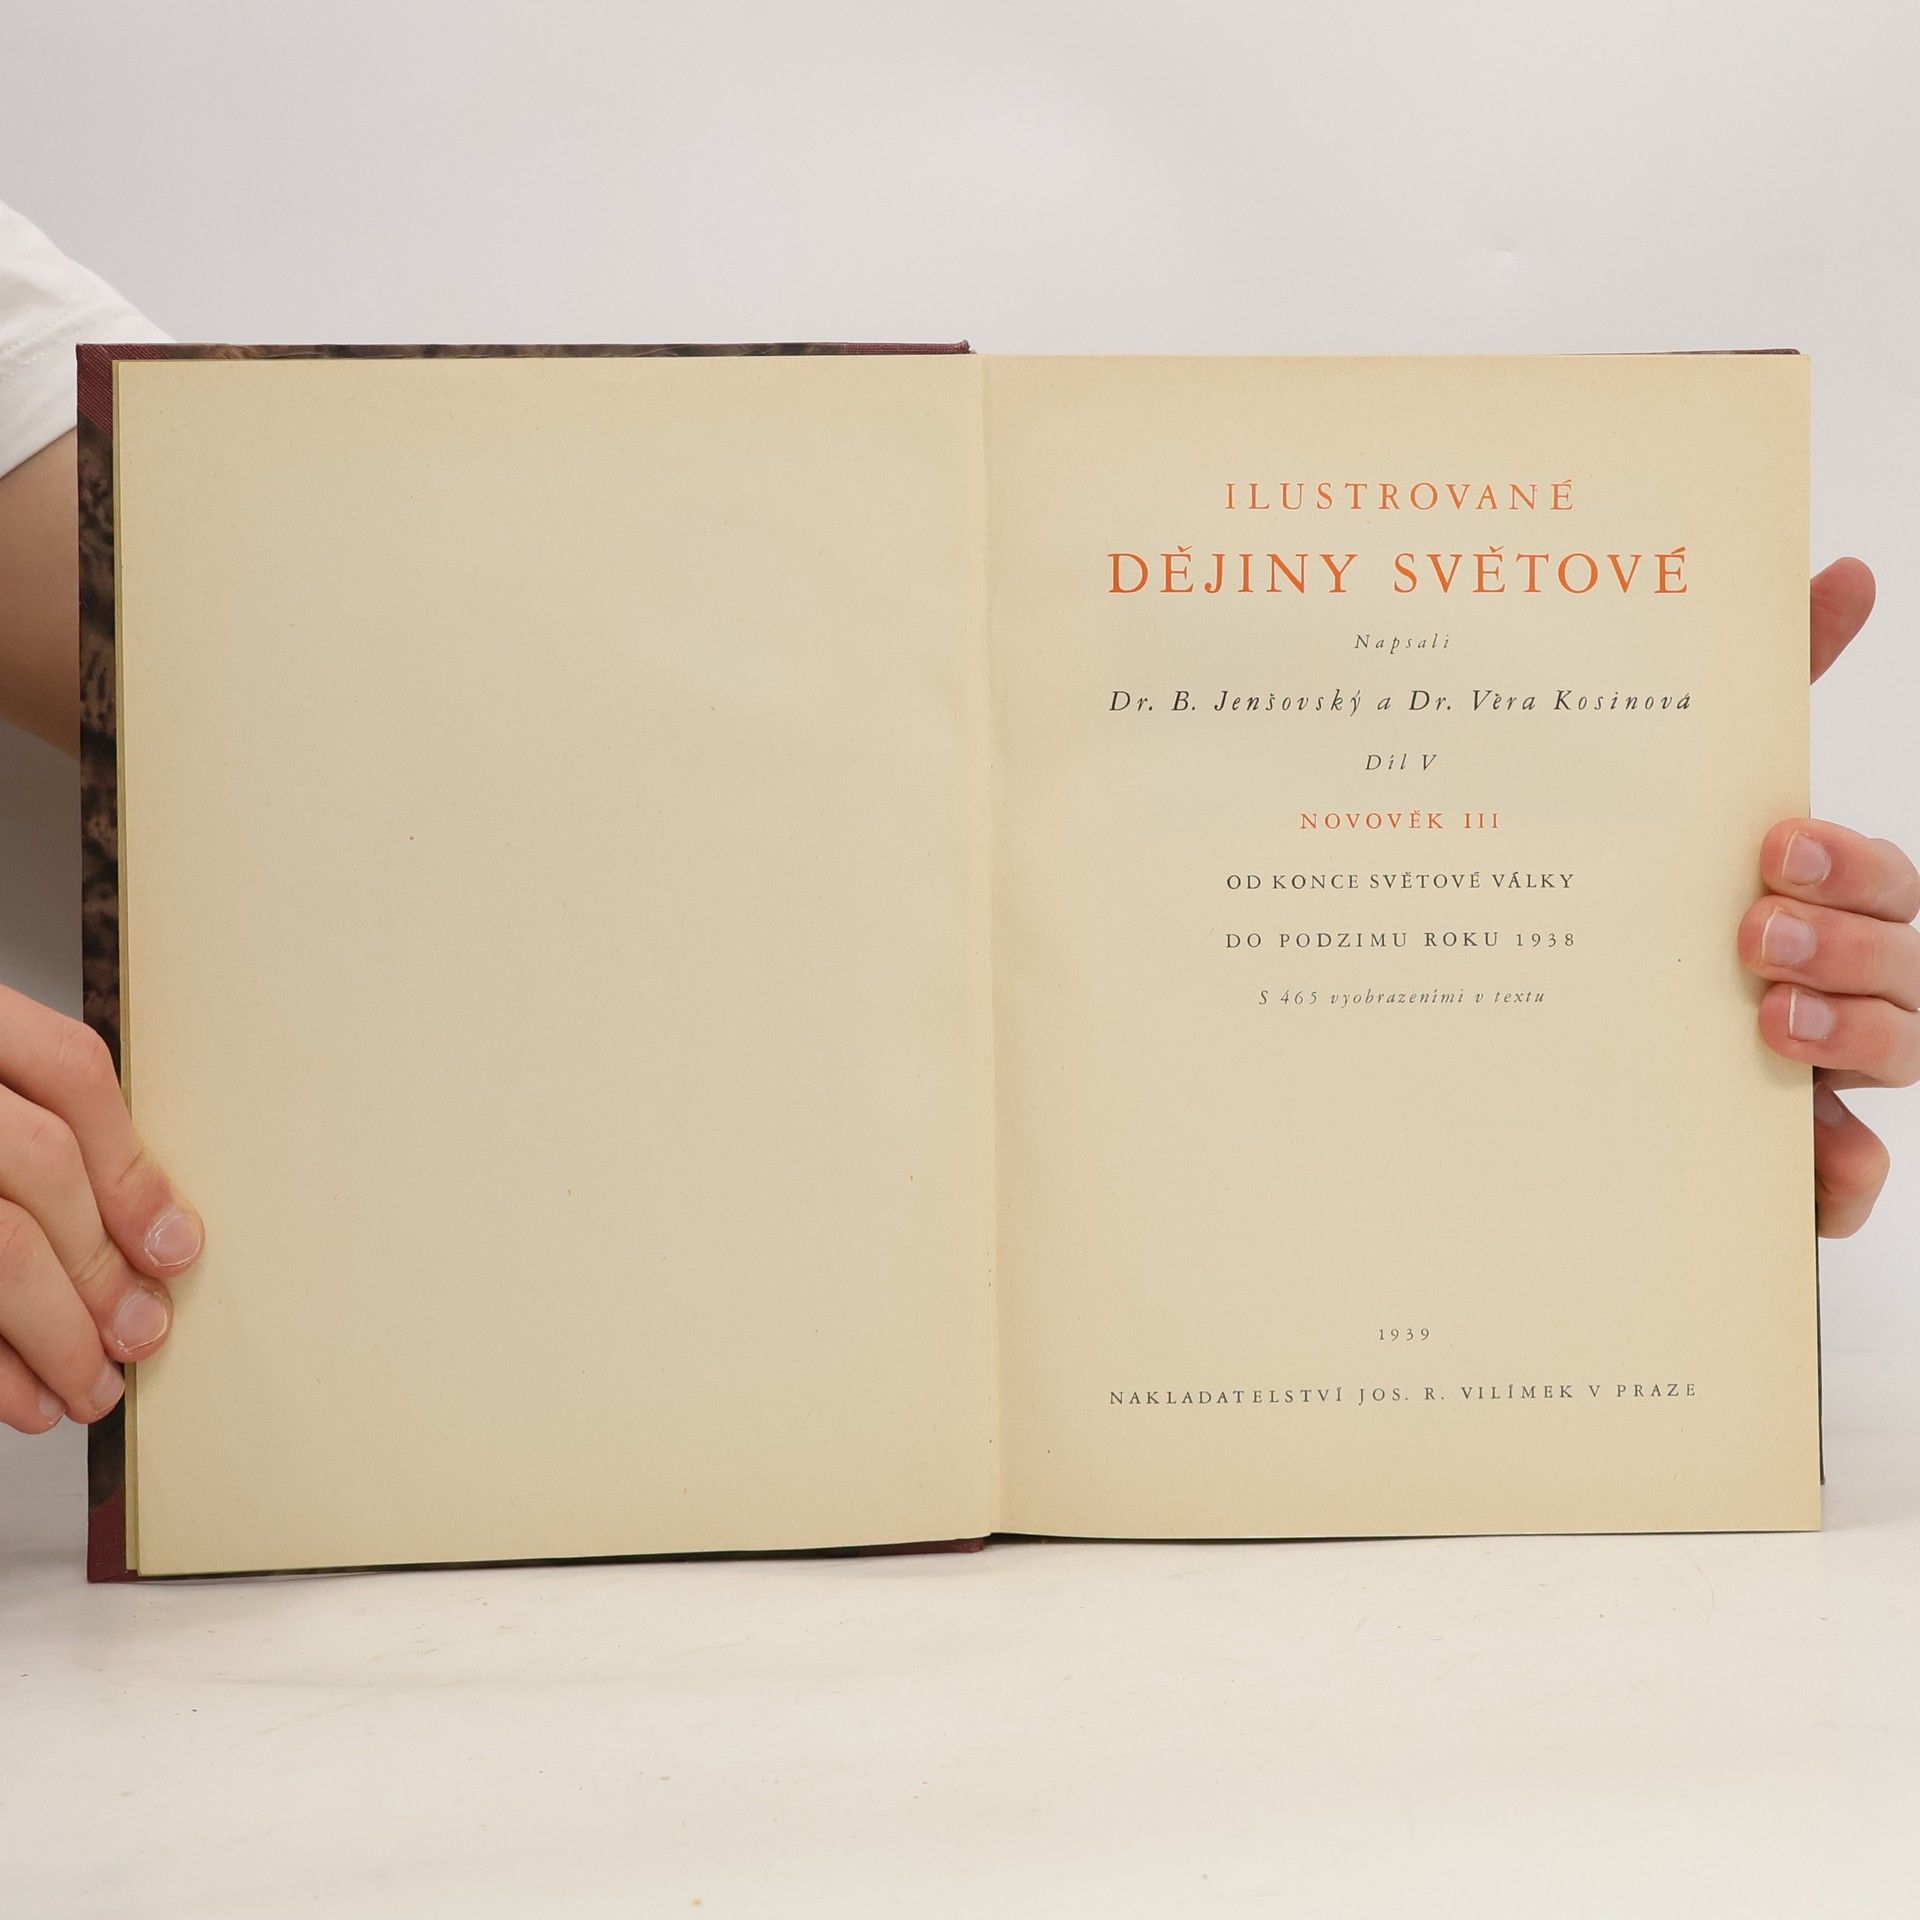 ILUSTROVANÉ
DĚJINY SVĚTOVÉ
Napsali
Dr. B. Jenšovský a Dr. Věra Kosinová
Díl V
NOVOVĚK III
OD KONCE SVĚTOVÉ VÁLKY
DO PODZIMU ROKU 1938
S 465 vyobrazeními v textu
1939
NAKLADATELSTVÍ JOS. R. VILÍMEK V PRAZE